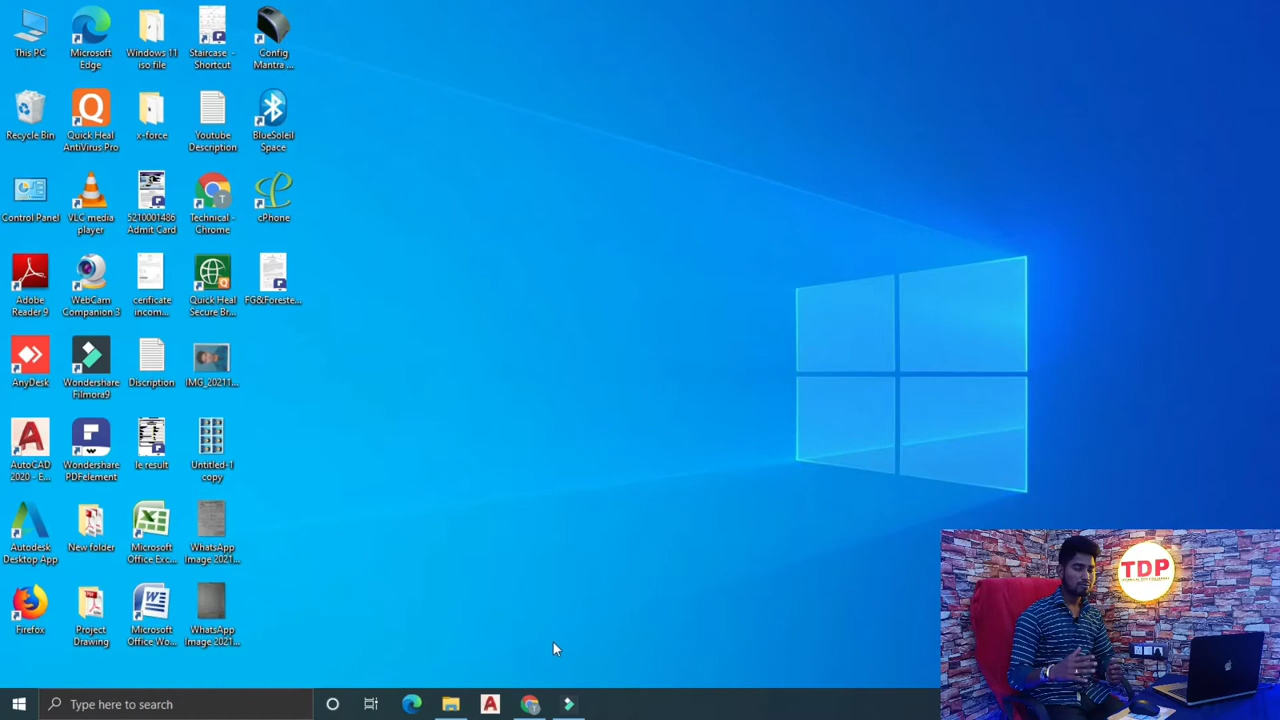 This PC
Microsoft
Edge
Windows 11
iso file
Staircase -
Shortcut
Config
Mantra ...
Recycle Bin
Quick Heal
AntiVirus Pro
x-force
Youtube
Description
BlueSoleil
Space
Control Panel
VLC media
player
5210001486
Admit Card
Technical -
Chrome
cPhone
Adobe
Reader 9
WebCam
Companion 3
cerificate
incom...
Quick Heal
Secure Br...
FG&Foreste...
AnyDesk
Wondershare
Filmora9
Discription
IMG_20211...
AutoCAD
2020 - E...
Wondershare
PDFelement
le result
Untitled-1
copy
Autodesk
Desktop App
New folder
Microsoft
Office Exc...
WhatsApp
Image 2021...
Firefox
Project
Drawing
Microsoft
Office Wo...
WhatsApp
Image 2021...
Type here to search
TDP